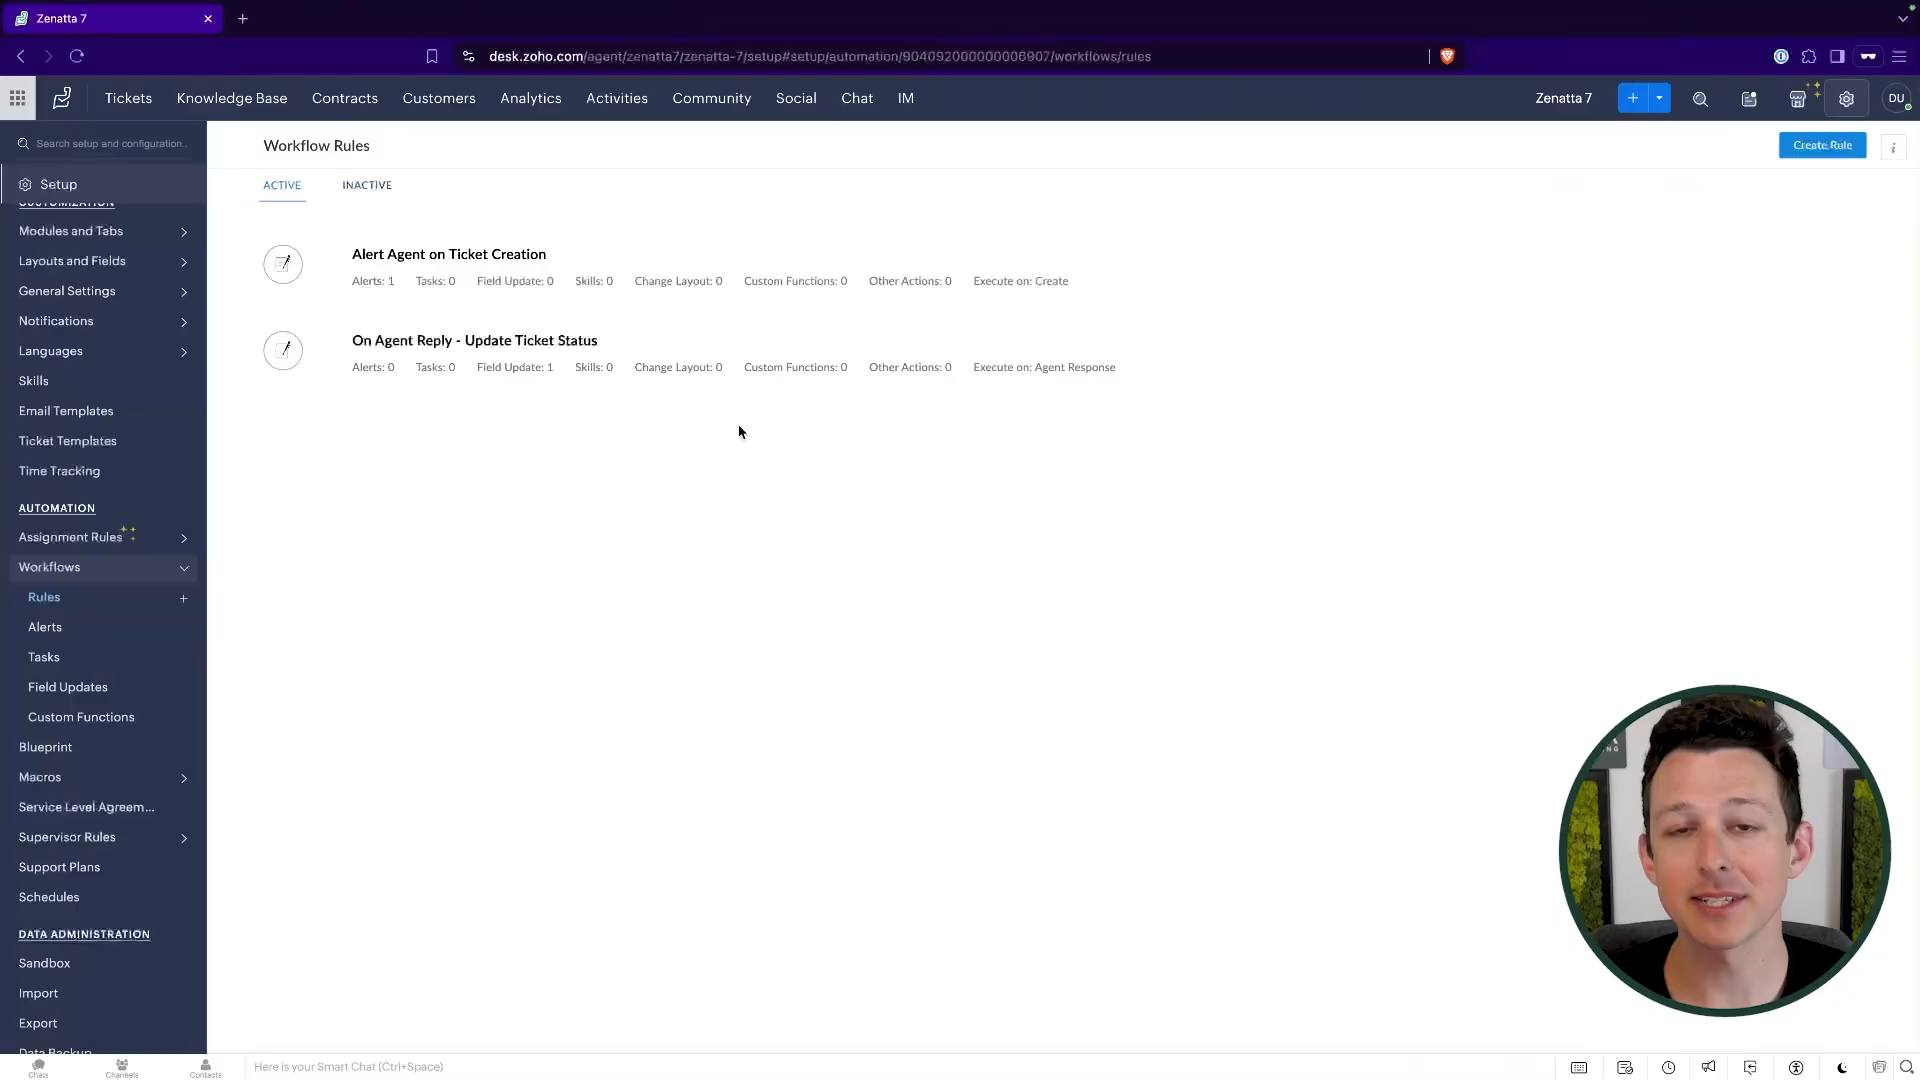 Zenatta 7
desk.zoho.com/agent/zenatta7/zenatta-7/setup#setup/automation/904092000000006907/workflows/rules
Tickets Knowledge Base Contracts Customers Analytics Activities Community Social Chat IM
Zenatta 7
DU
Search setup and configuration..
Setup
CUSTOMIZATION
Modules and Tabs
Layouts and Fields
General Settings
Notifications
Languages
Skills
Email Templates
Ticket Templates
Time Tracking
AUTOMATION
Assignment Rules
Workflows
Rules
Alerts
Tasks
Field Updates
Custom Functions
Blueprint
Macros
Service Level Agreem...
Supervisor Rules
Support Plans
Schedules
DATA ADMINISTRATION
Sandbox
Import
Export
Data Backup
Workflow Rules
Create Rule
ACTIVE INACTIVE
Alert Agent on Ticket Creation
Alerts: 1 Tasks: 0 Field Update: 0 Skills: 0 Change Layout: 0 Custom Functions: 0 Other Actions: 0 Execute on: Create
On Agent Reply - Update Ticket Status
Alerts: 0 Tasks: 0 Field Update: 1 Skills: 0 Change Layout: 0 Custom Functions: 0 Other Actions: 0 Execute on: Agent Response
Chats Channels Contacts
Here is your Smart Chat (Ctrl+Space)